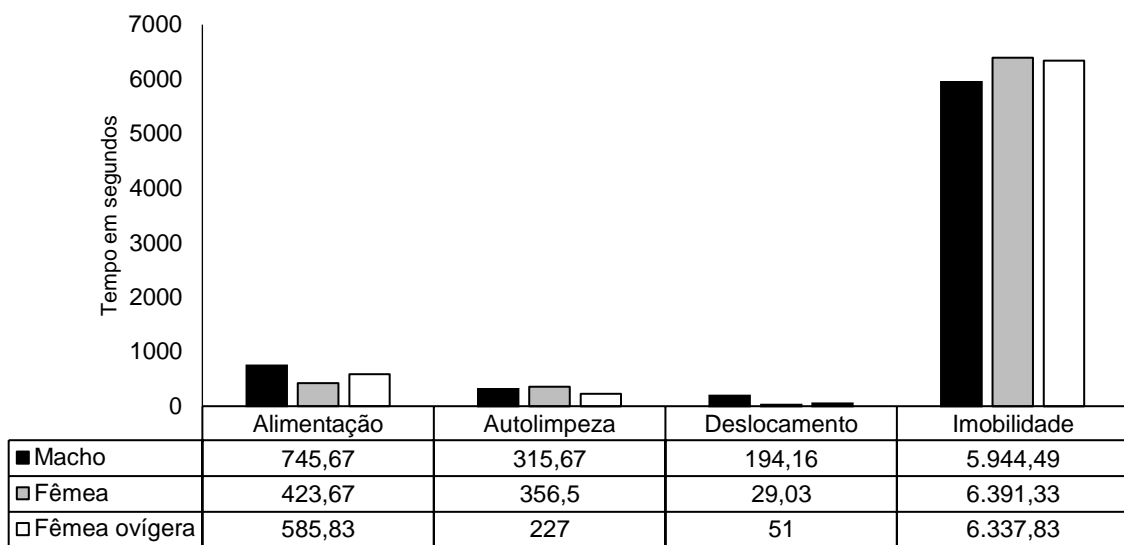 7000
6000
5000
4000
3000
2000
1000
0
Tempo em segundos
Alimentação Autolimpeza Deslocamento Imobilidade
Macho 745,67 315,67 194,16 5.944,49
Fêmea 423,67 356,5 29,03 6.391,33
Fêmea ovígera 585,83 227 51 6.337,83